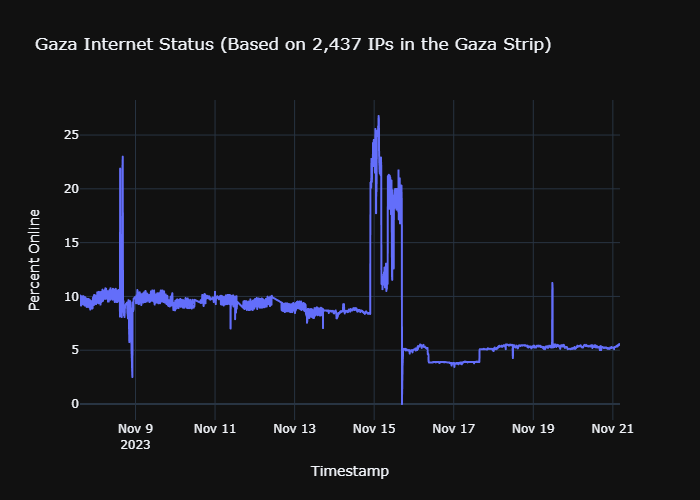 Gaza Internet Status (Based on 2,437 IPs in the Gaza Strip)
25
20
15
10
5
0
Percent Online
Nov 9
2023
Nov 11
Nov 13
Nov 15
Nov 17
Nov 19
Nov 21
Timestamp